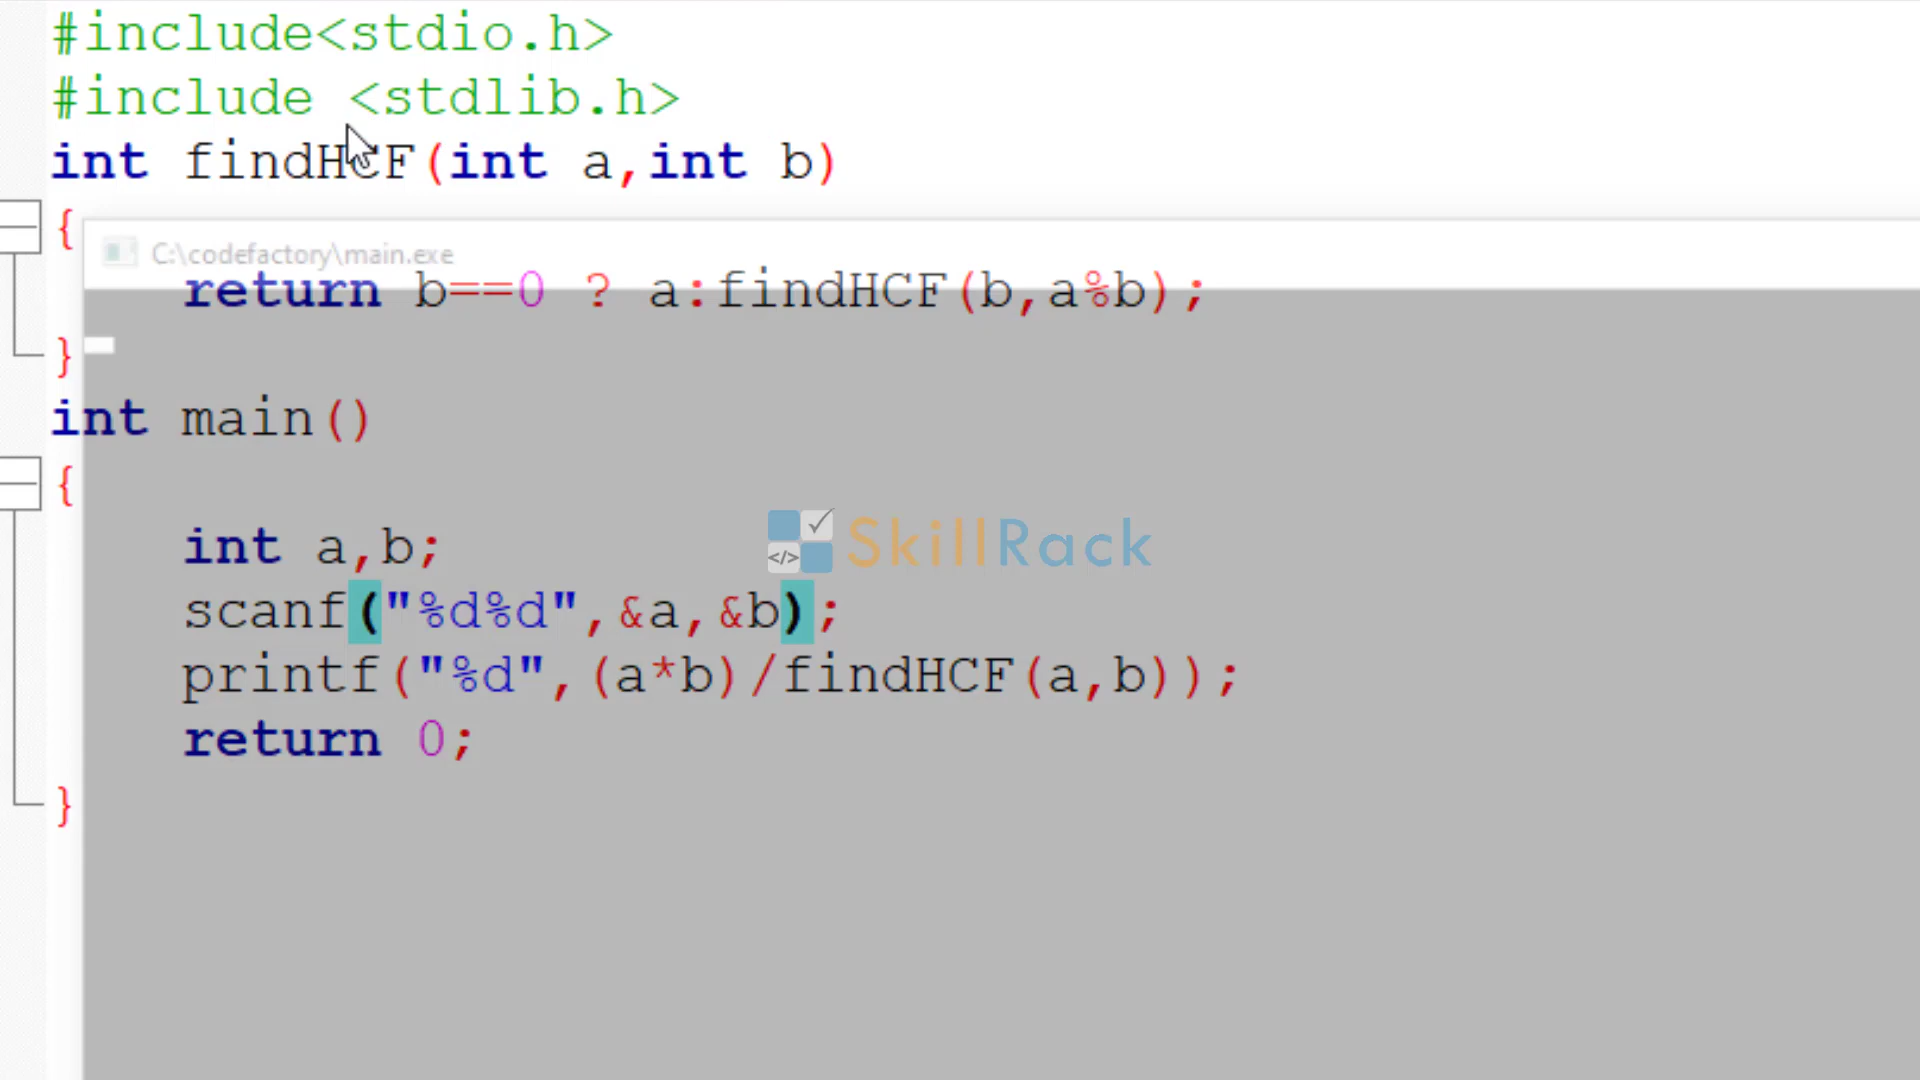 #include<stdio.h>
#include <stdlib.h>
int findHCF(int a,int b)
{
C:\codefactory\main.exe
return b==0 ? a:findHCF(b,a%b);
}
int main()
{
int a,b;
</> SkillRack
scanf("%d%d",&a,&b);
printf("%d",(a*b)/findHCF(a,b));
return 0;
}